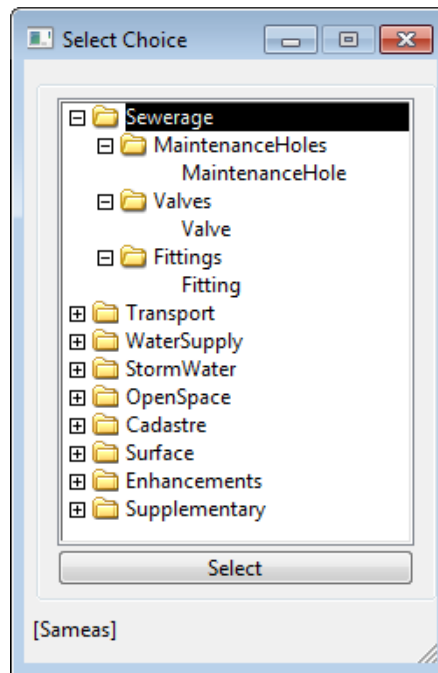 Select Choice
Sewerage
MaintenanceHoles
MaintenanceHole
Valves
Valve
Fittings
Fitting
Transport
WaterSupply
StormWater
OpenSpace
Cadastre
Surface
Enhancements
Supplementary
Select
[Sameas]